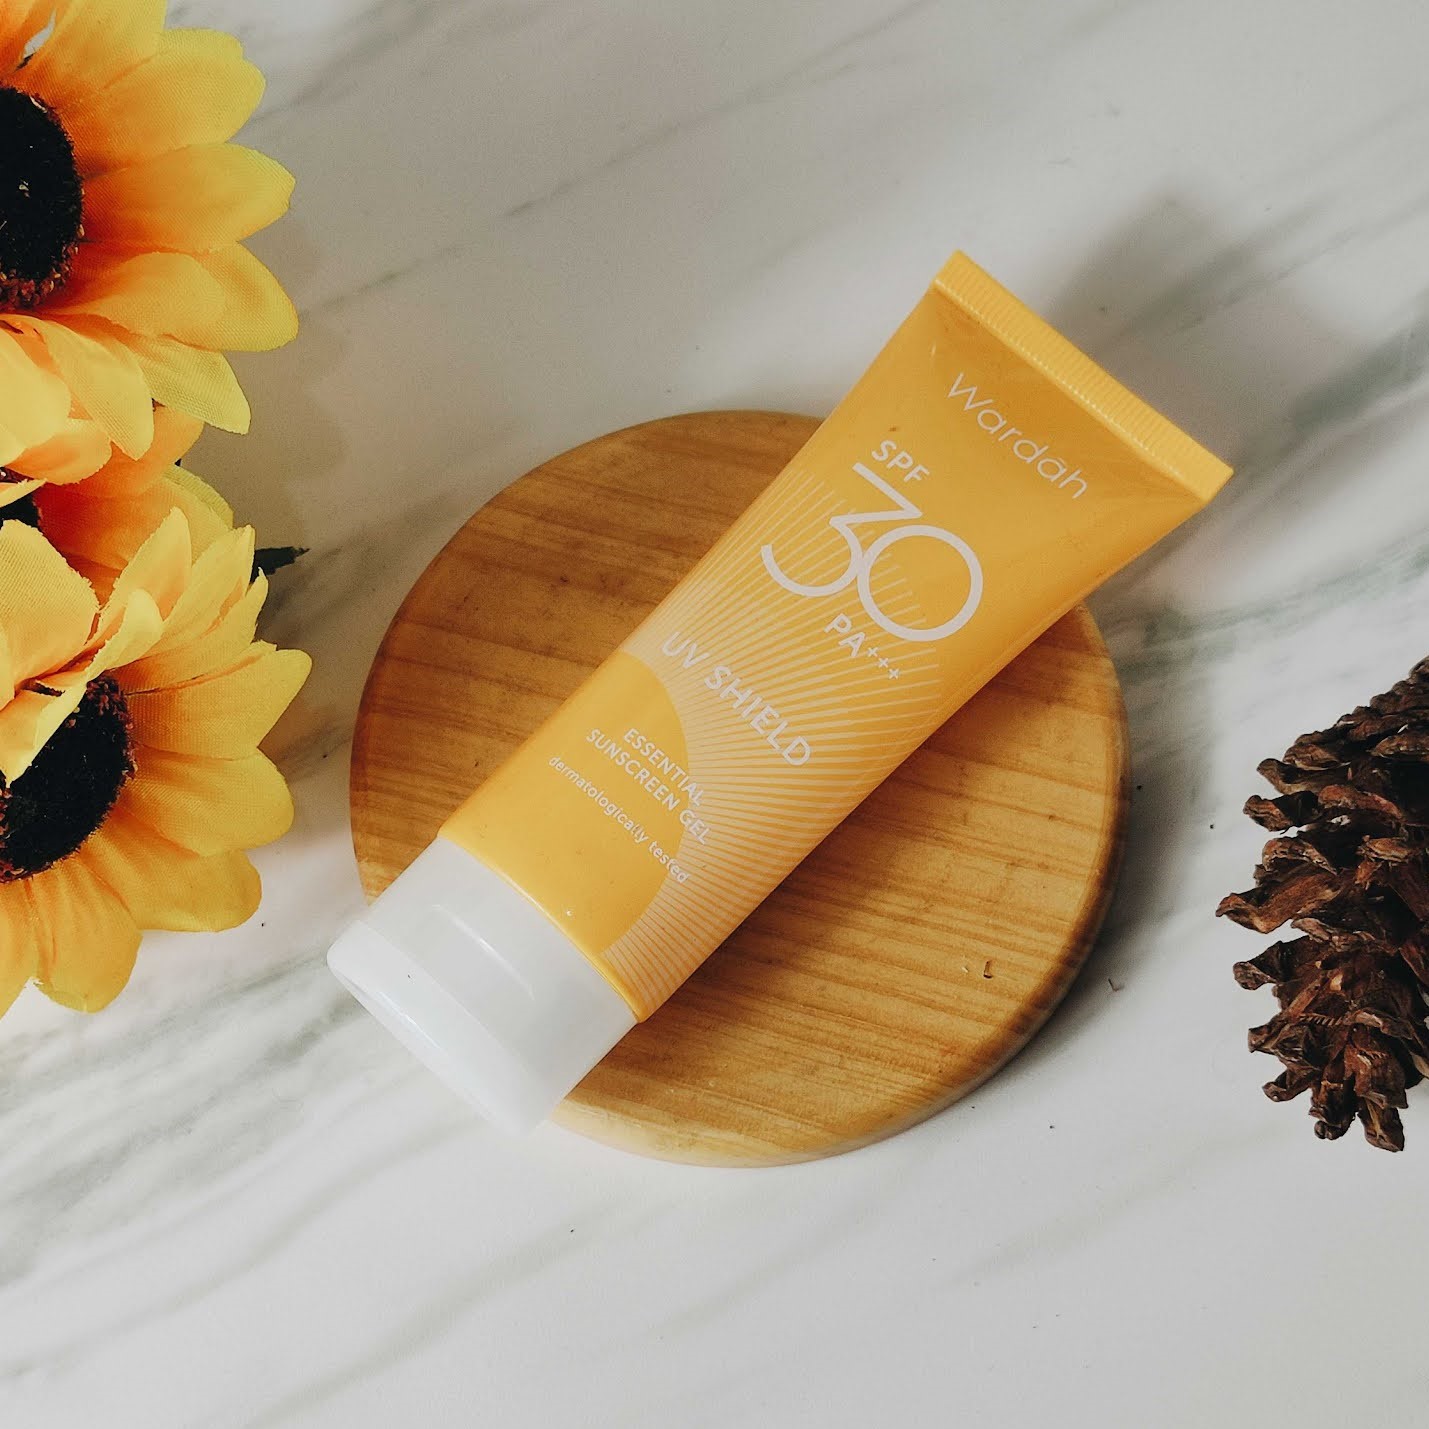 Wardah
SPF
30
PA+++
UV SHIELD
ESSENTIAL
SUNSCREEN GEL
dermatologically tested